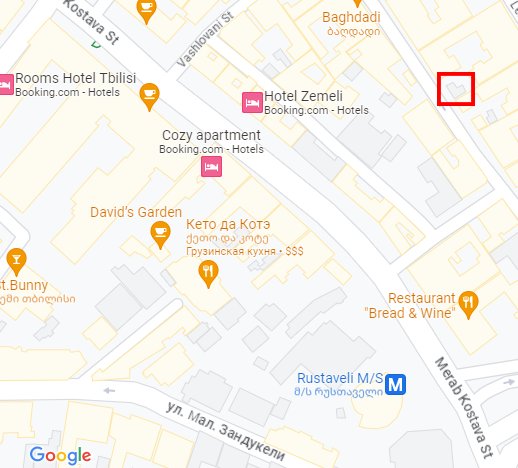 Baghdadi
ბაღდადი
Kostava St
Vashlovani St
Rooms Hotel Tbilisi
Booking.com - Hotels
Hotel Zemeli
Booking.com - Hotels
Cozy apartment
Booking.com - Hotels
David's Garden
Кето да Котэ
ქეთო და კოტე
Грузинская кухня • $$$
t.Bunny
ემი თბილისი
Restaurant
"Bread & Wine"
Rustaveli M/S
მ/ს რუსთაველი
M
Merab Kostava St
ул. Мал. Зандукели
Google